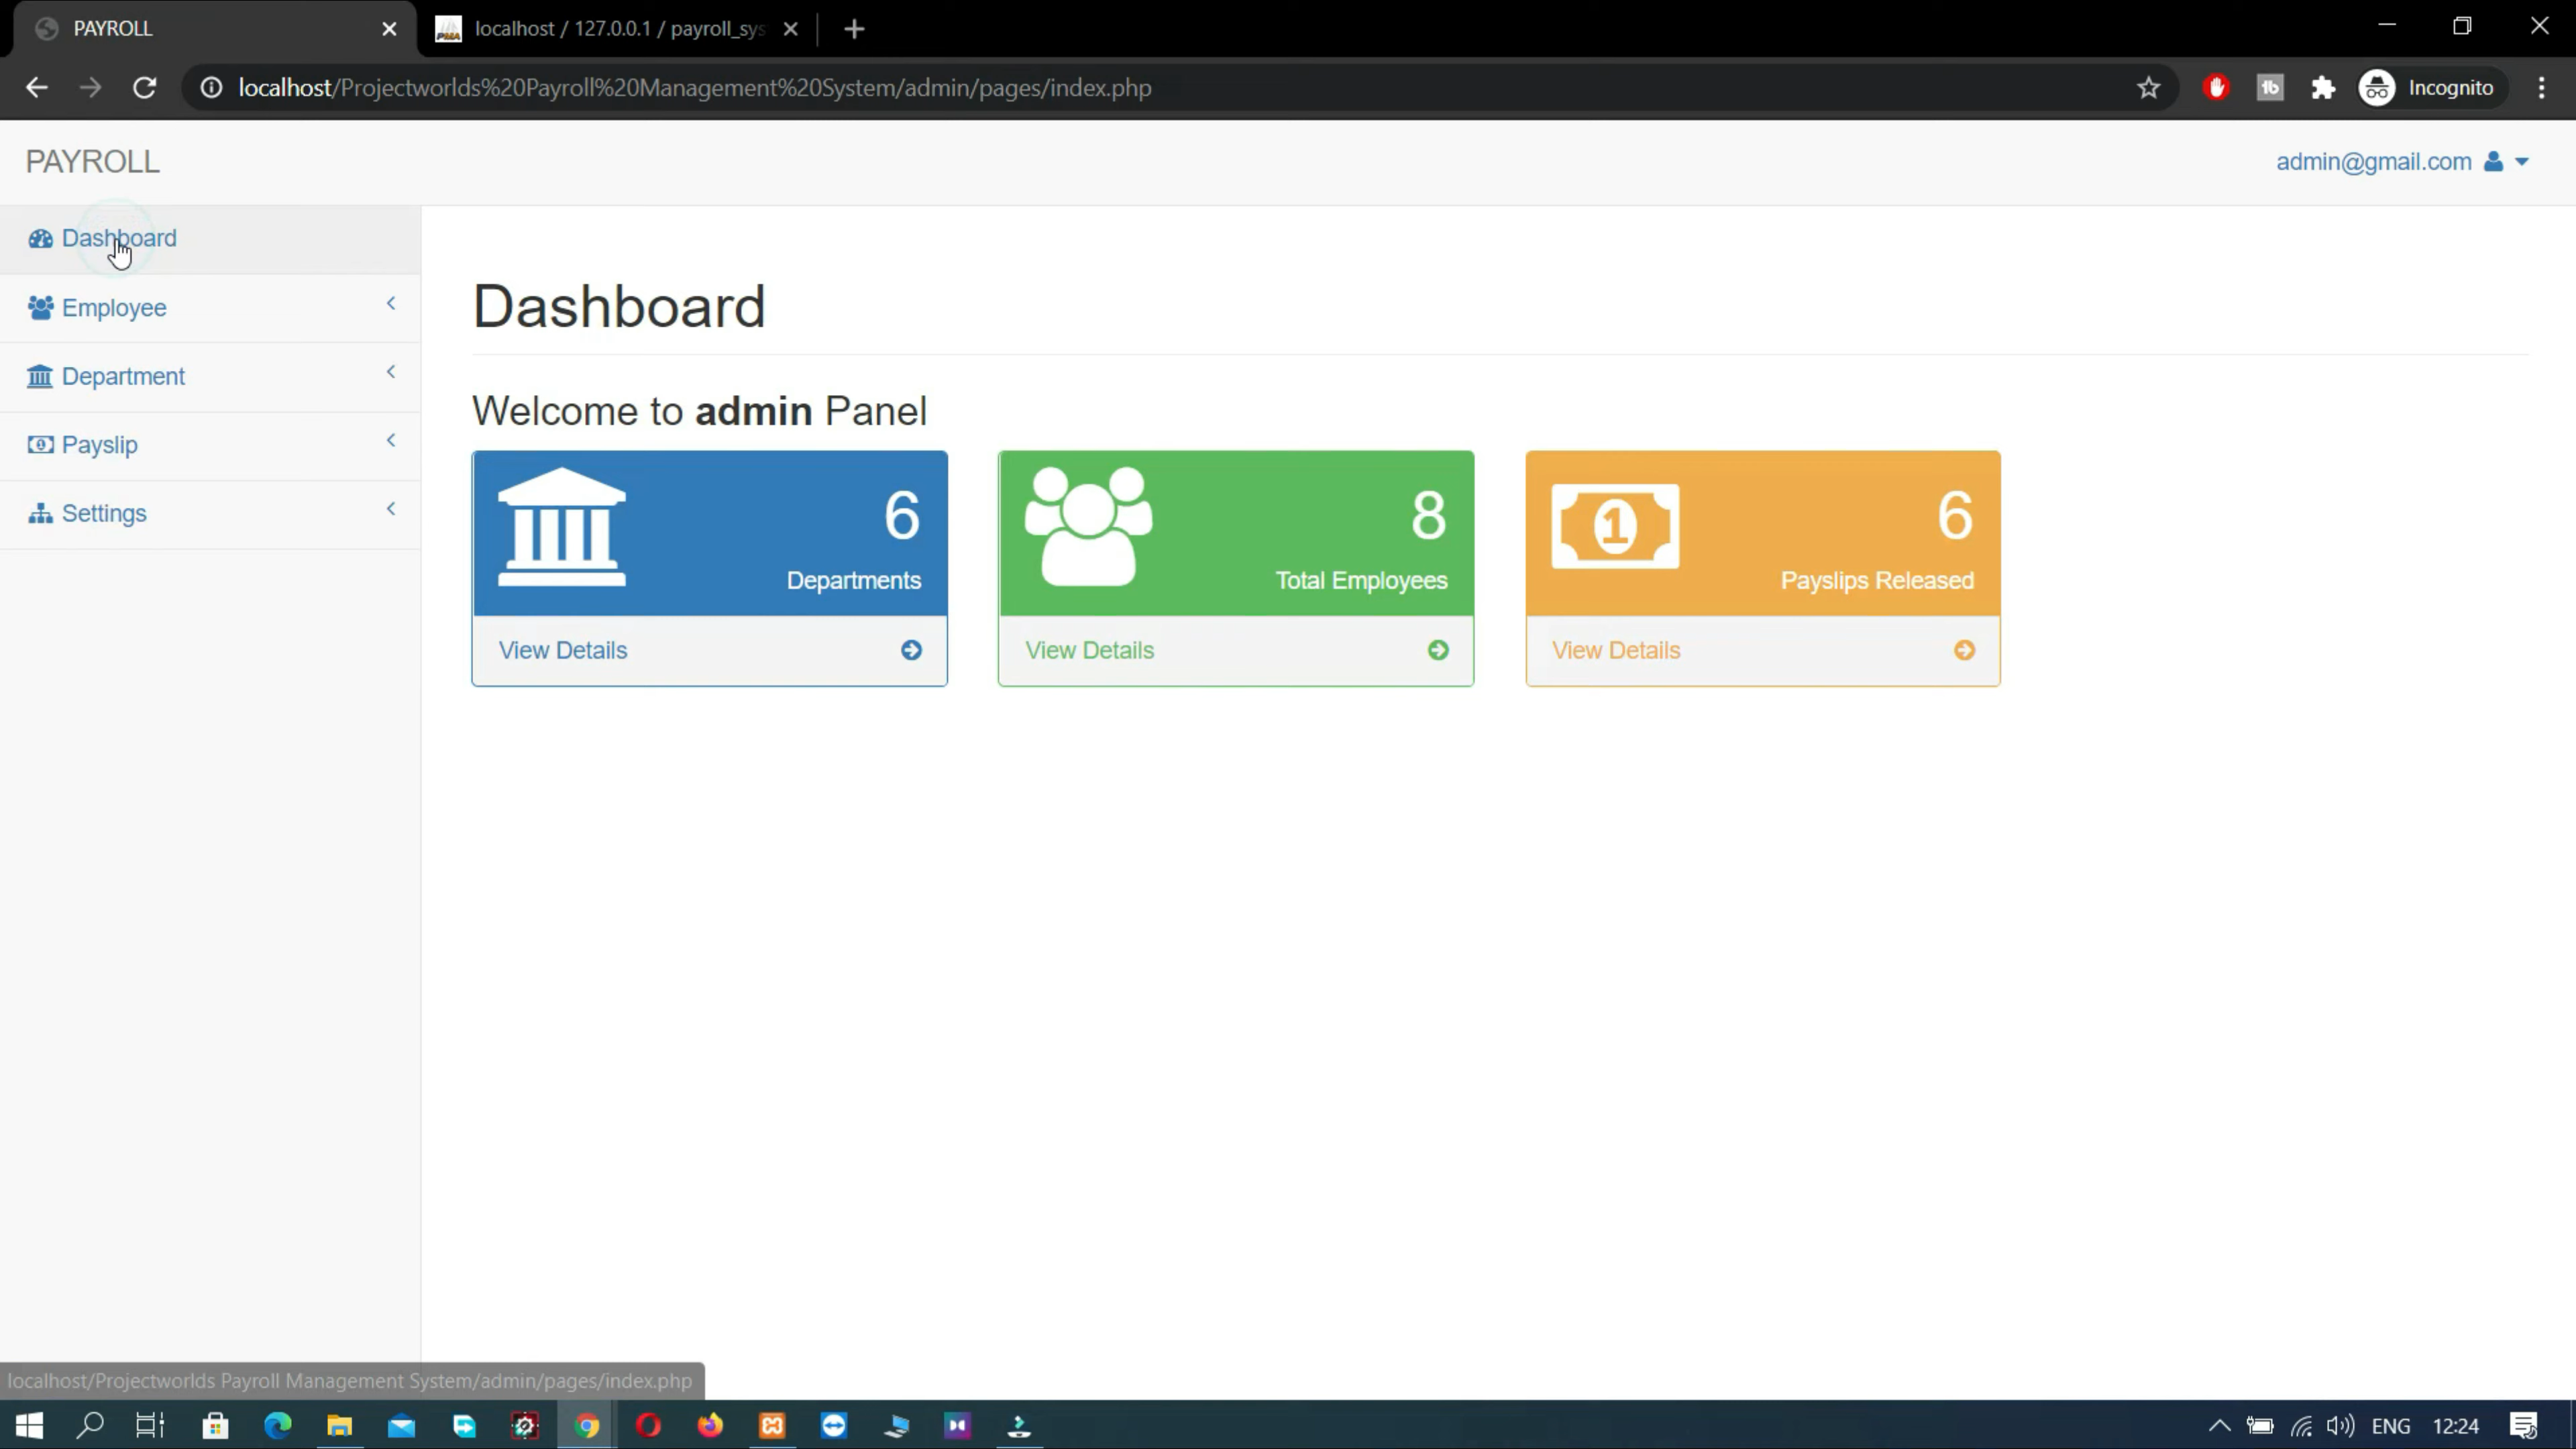 PAYROLL
localhost / 127.0.0.1 / payroll_sys
localhost/Projectworlds%20Payroll%20Management%20System/admin/pages/index.php
Incognito
PAYROLL
admin@gmail.com
Dashboard
Employee
Department
Payslip
Settings
Dashboard
Welcome to admin Panel
6
Departments
View Details
8
Total Employees
View Details
1
6
Payslips Released
View Details
localhost/Projectworlds Payroll Management System/admin/pages/index.php
ENG
12:24